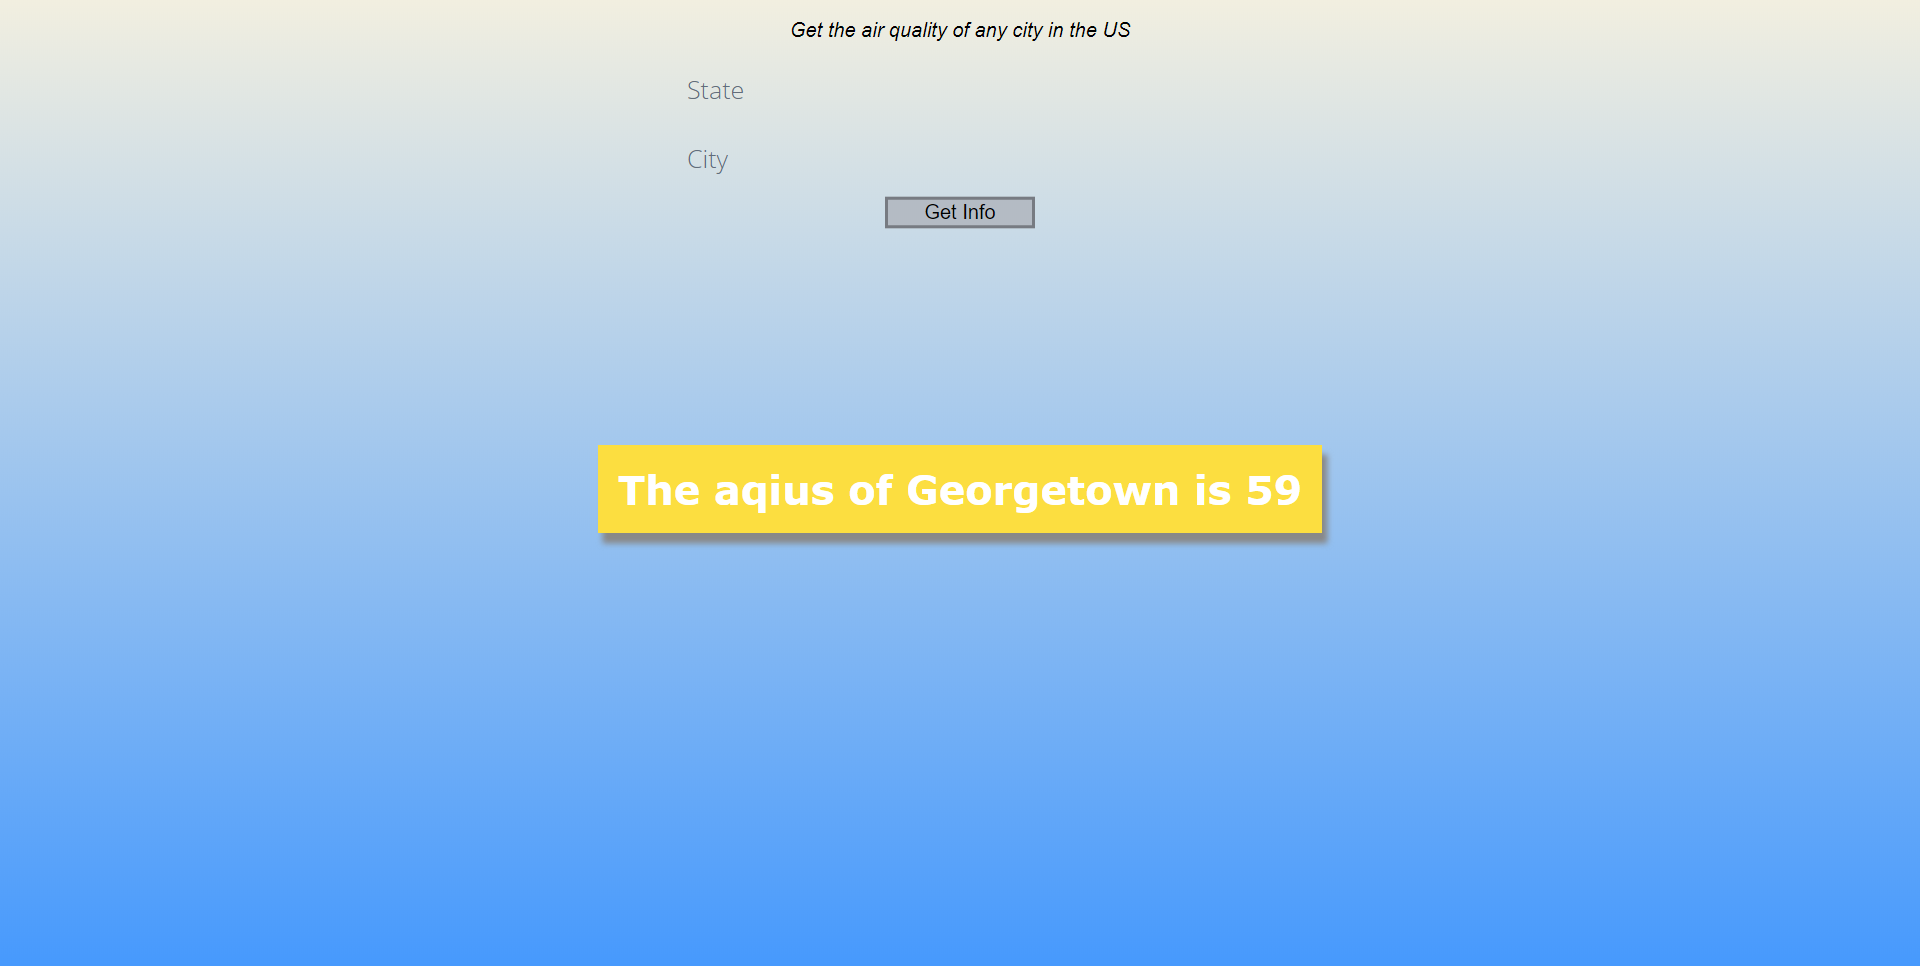 Get the air quality of any city in the US
State
City
Get Info
The aqius of Georgetown is 59